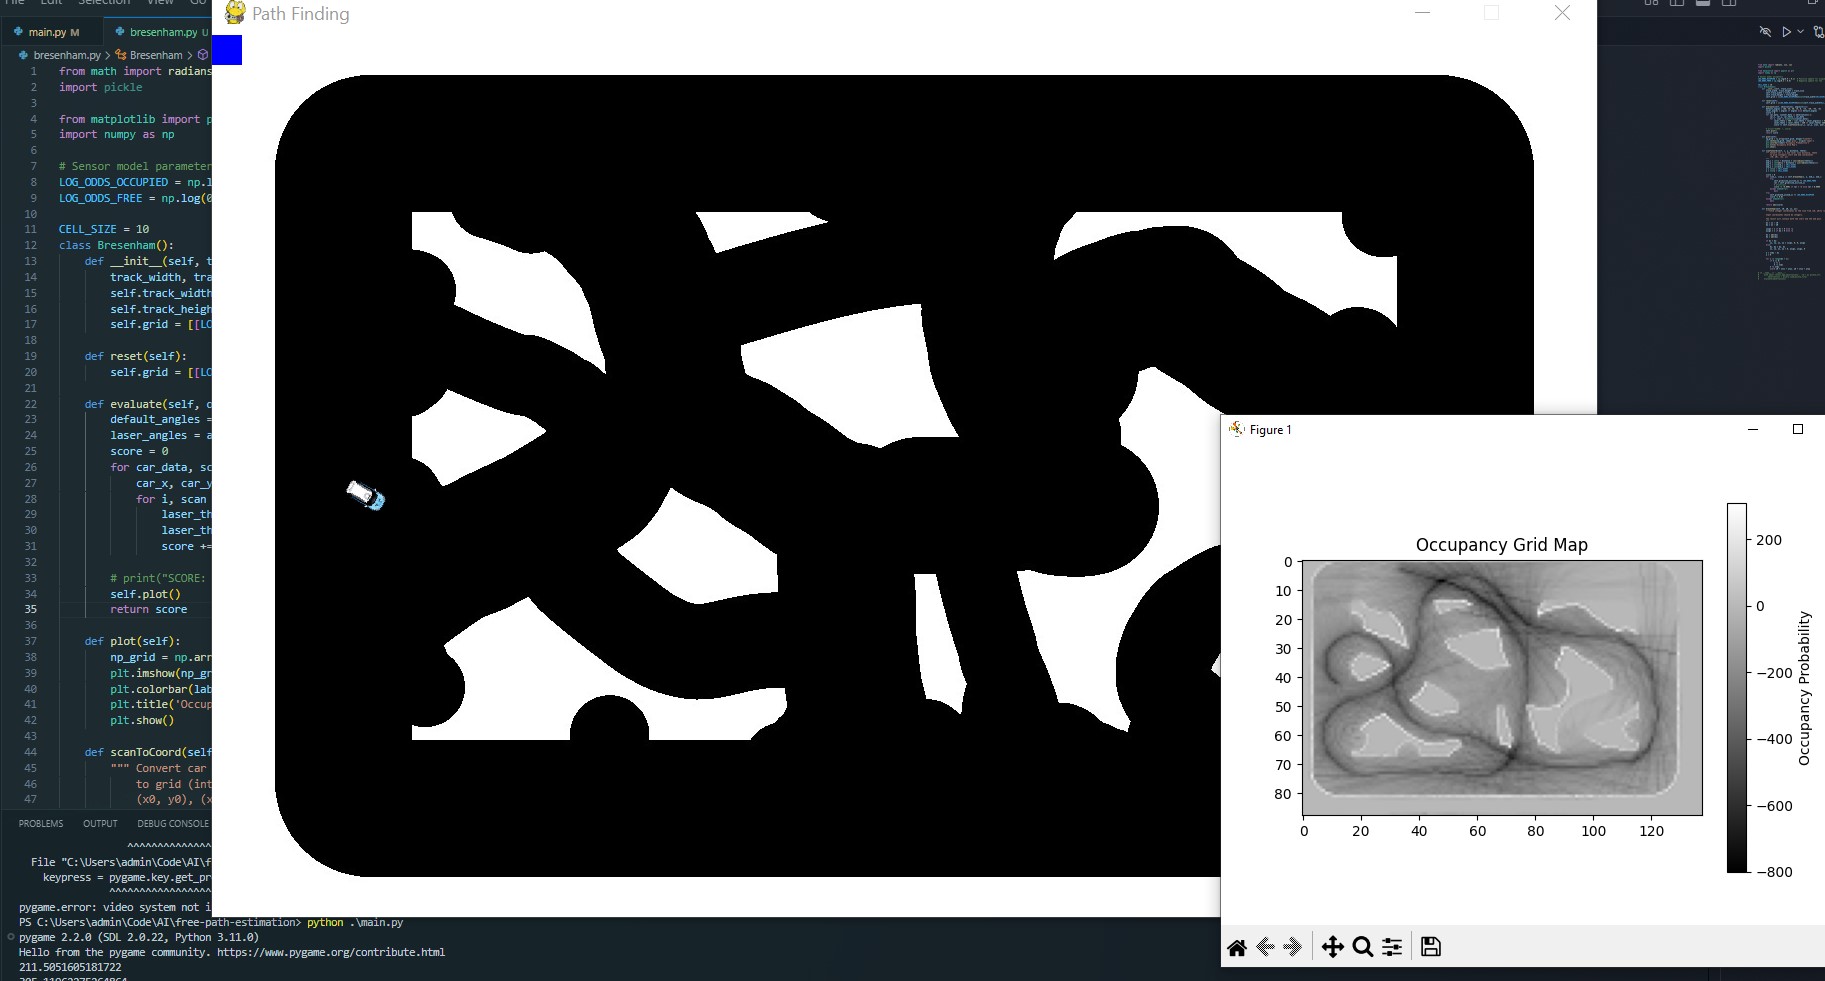 File Edit Selection View Go
Path Finding
main.py M
bresenham.py U
bresenham.py > Bresenham >
1 from math import radians
2 import pickle
3
4 from matplotlib import p
5 import numpy as np
6
7 # Sensor model parameter
8 LOG_ODDS_OCCUPIED = np.l
9 LOG_ODDS_FREE = np.log(0
10
11 CELL_SIZE = 10
12 class Bresenham():
13 def __init__(self, t
14 track_width, tra
15 self.track_width
16 self.track_heigh
17 self.grid = [[LO
18
19 def reset(self):
20 self.grid = [[LO
21
22 def evaluate(self, c
23 default_angles =
24 laser_angles = a
25 score = 0
26 for car_data, sc
27 car_x, car_y
28 for i, scan
29 laser_th
30 laser_th
31 score +=
32
33 # print("SCORE:
34 self.plot()
35 return score
36
37 def plot(self):
38 np_grid = np.arr
39 plt.imshow(np_gr
40 plt.colorbar(lab
41 plt.title('Occup
42 plt.show()
43
44 def scanToCoord(self
45 """ Convert car
46 to grid (int
47 (x0, y0), (x
PROBLEMS OUTPUT DEBUG CONSOLE
^^^^^^^^^^^^^^
File "C:\Users\admin\Code\AI\f
keypress = pygame.key.get_pr
^^^^^^^^^^^^^^^^^
pygame.error: video system not i
PS C:\Users\admin\Code\AI\free-path-estimation> python .\main.py
pygame 2.2.0 (SDL 2.0.22, Python 3.11.0)
Hello from the pygame community. https://www.pygame.org/contribute.html
211.5051605181722
Figure 1
Occupancy Grid Map
0
10
20
30
40
50
60
70
80
0 20 40 60 80 100 120
200
0
−200
−400
−600
−800
Occupancy Probability